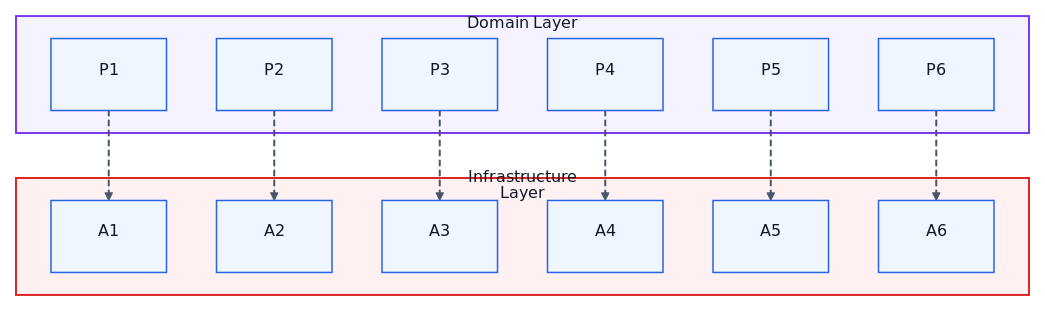 Domain Layer
P1
P2
P3
P4
P5
P6
Infrastructure
Layer
A1
A2
A3
A4
A5
A6